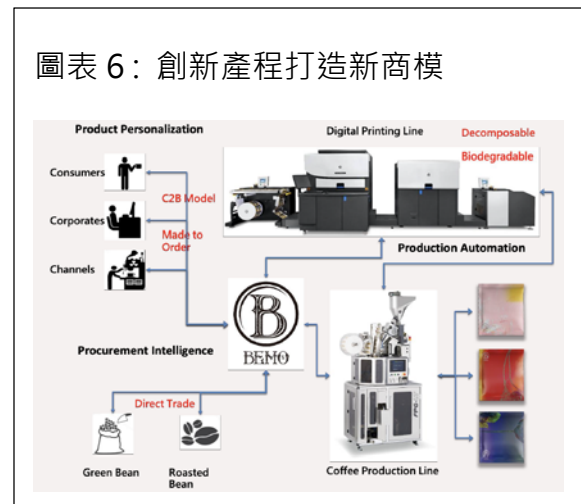 圖表 6：創新產程打造新商模
Product Personalization
Digital Printing Line
Decomposable
Biodegradable
Consumers
C2B Model
Corporates
Made to
Order
Production Automation
Channels
B
BEMO
Procurement Intelligence
Direct Trade
Green Bean
Roasted
Bean
Coffee Production Line